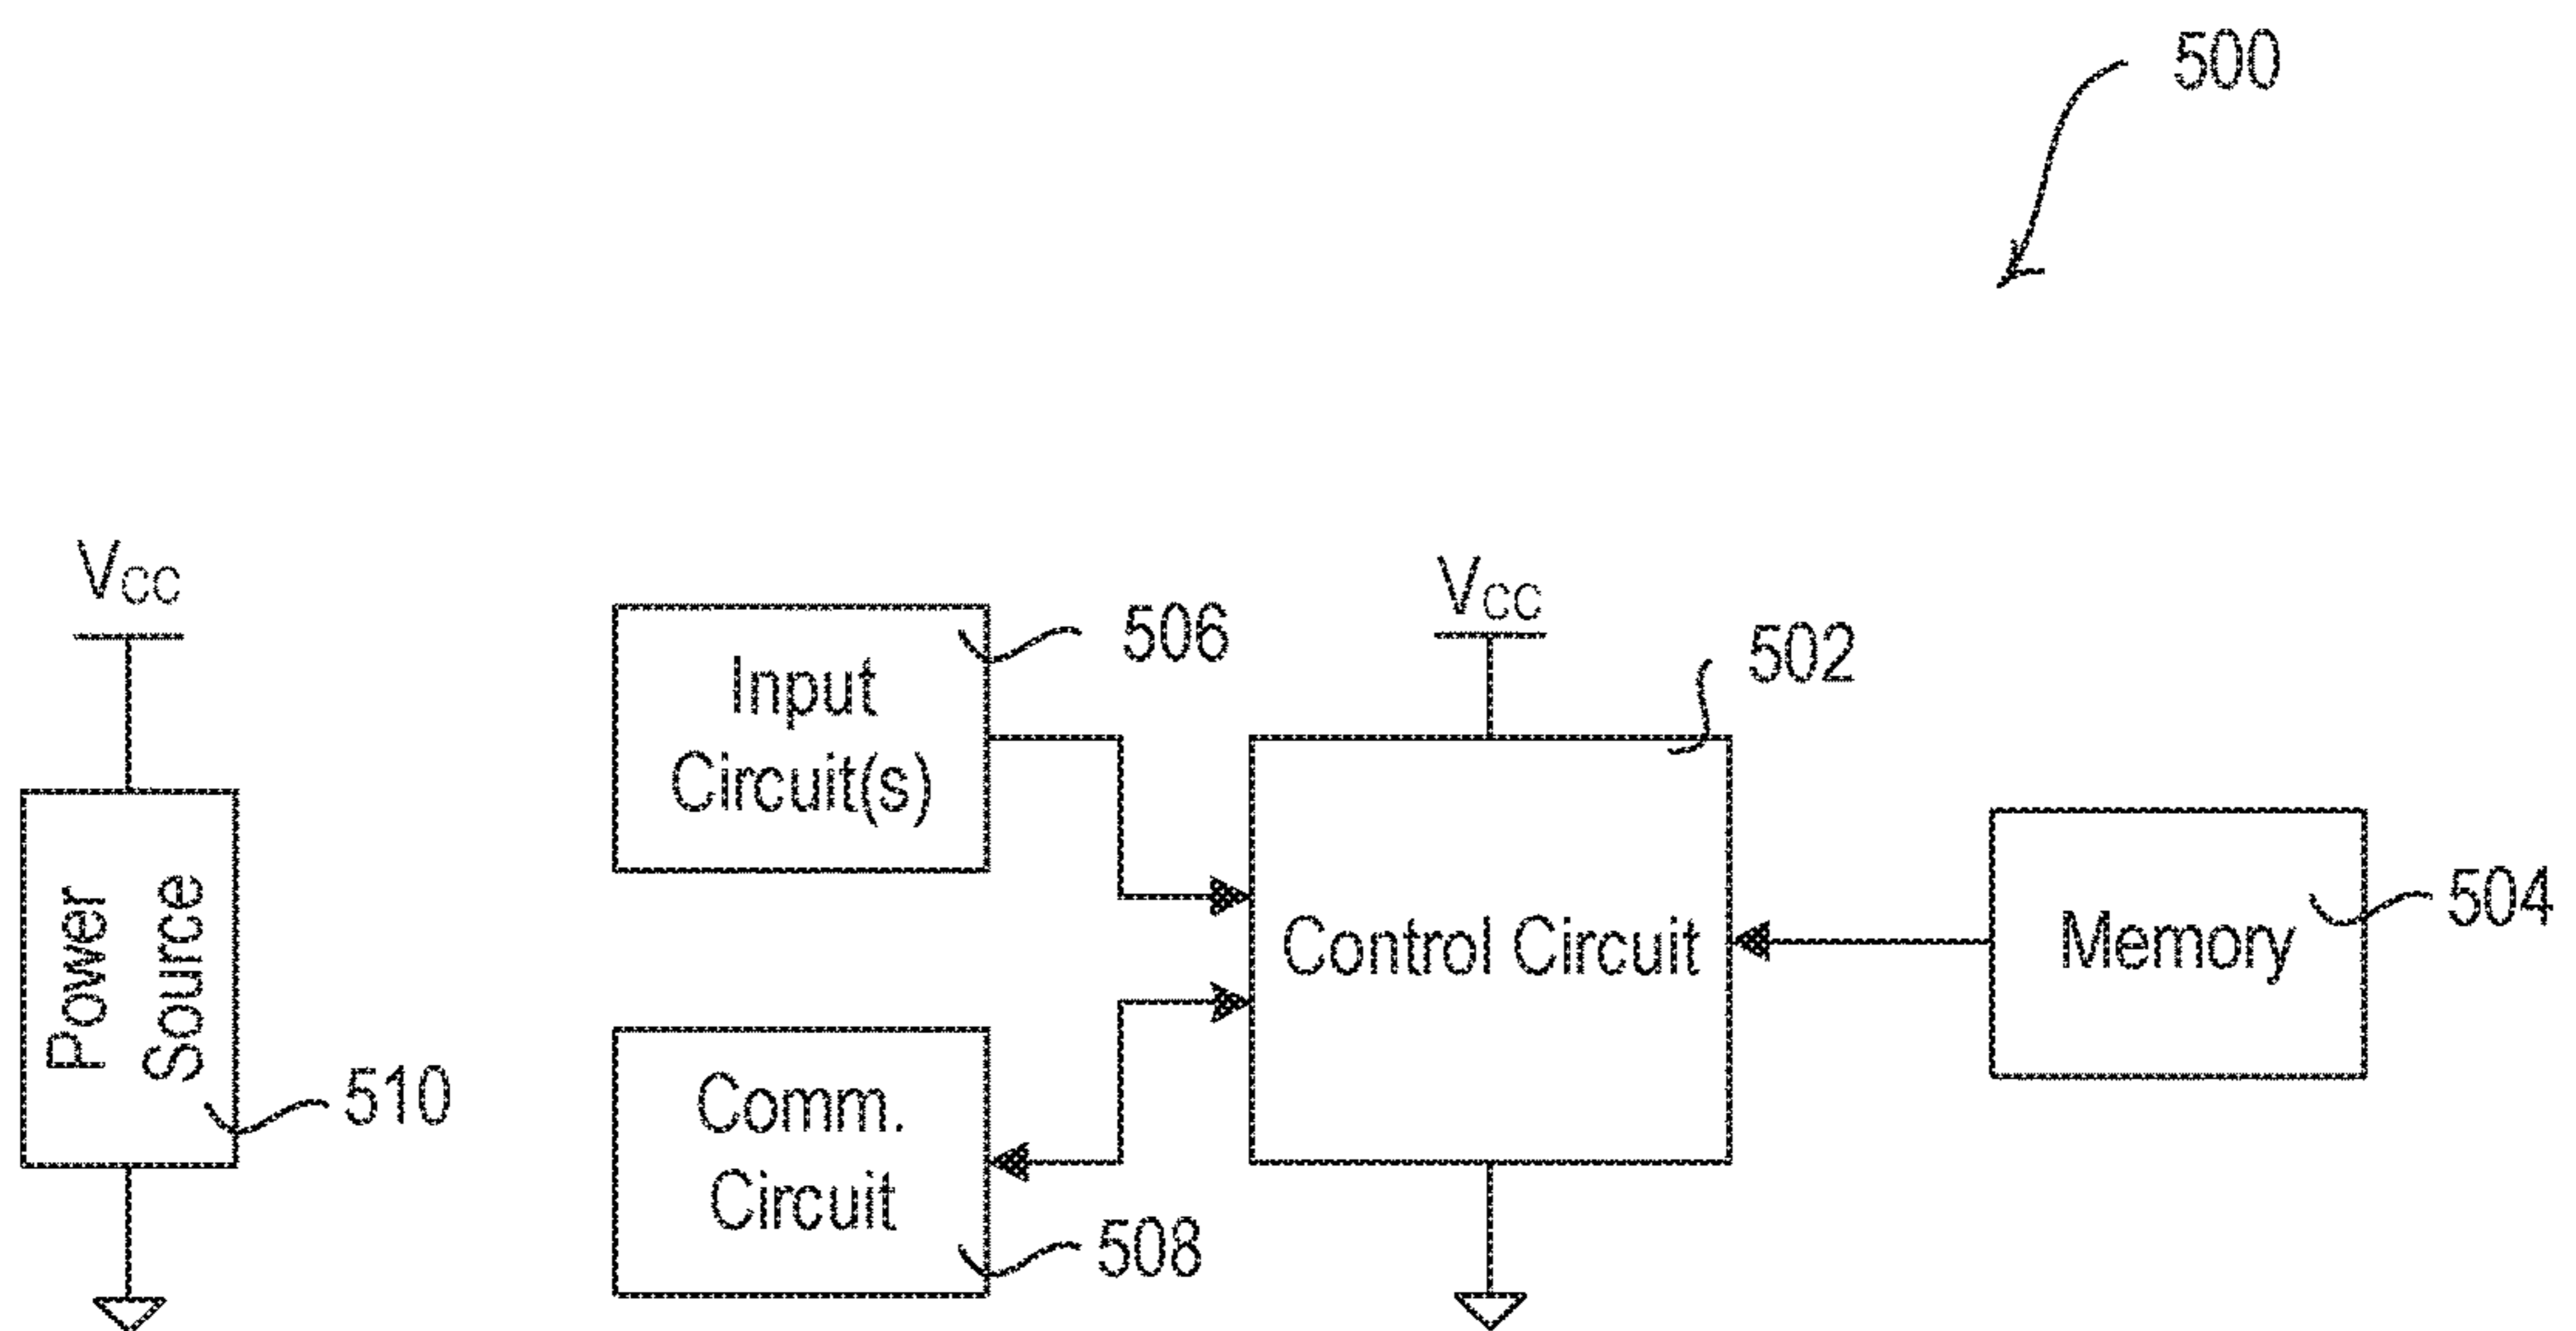 500
VCC
506
Input
Circuit(s)
VCC
502
Control Circuit
Memory
504
Power
Source
510
Comm.
Circuit
508